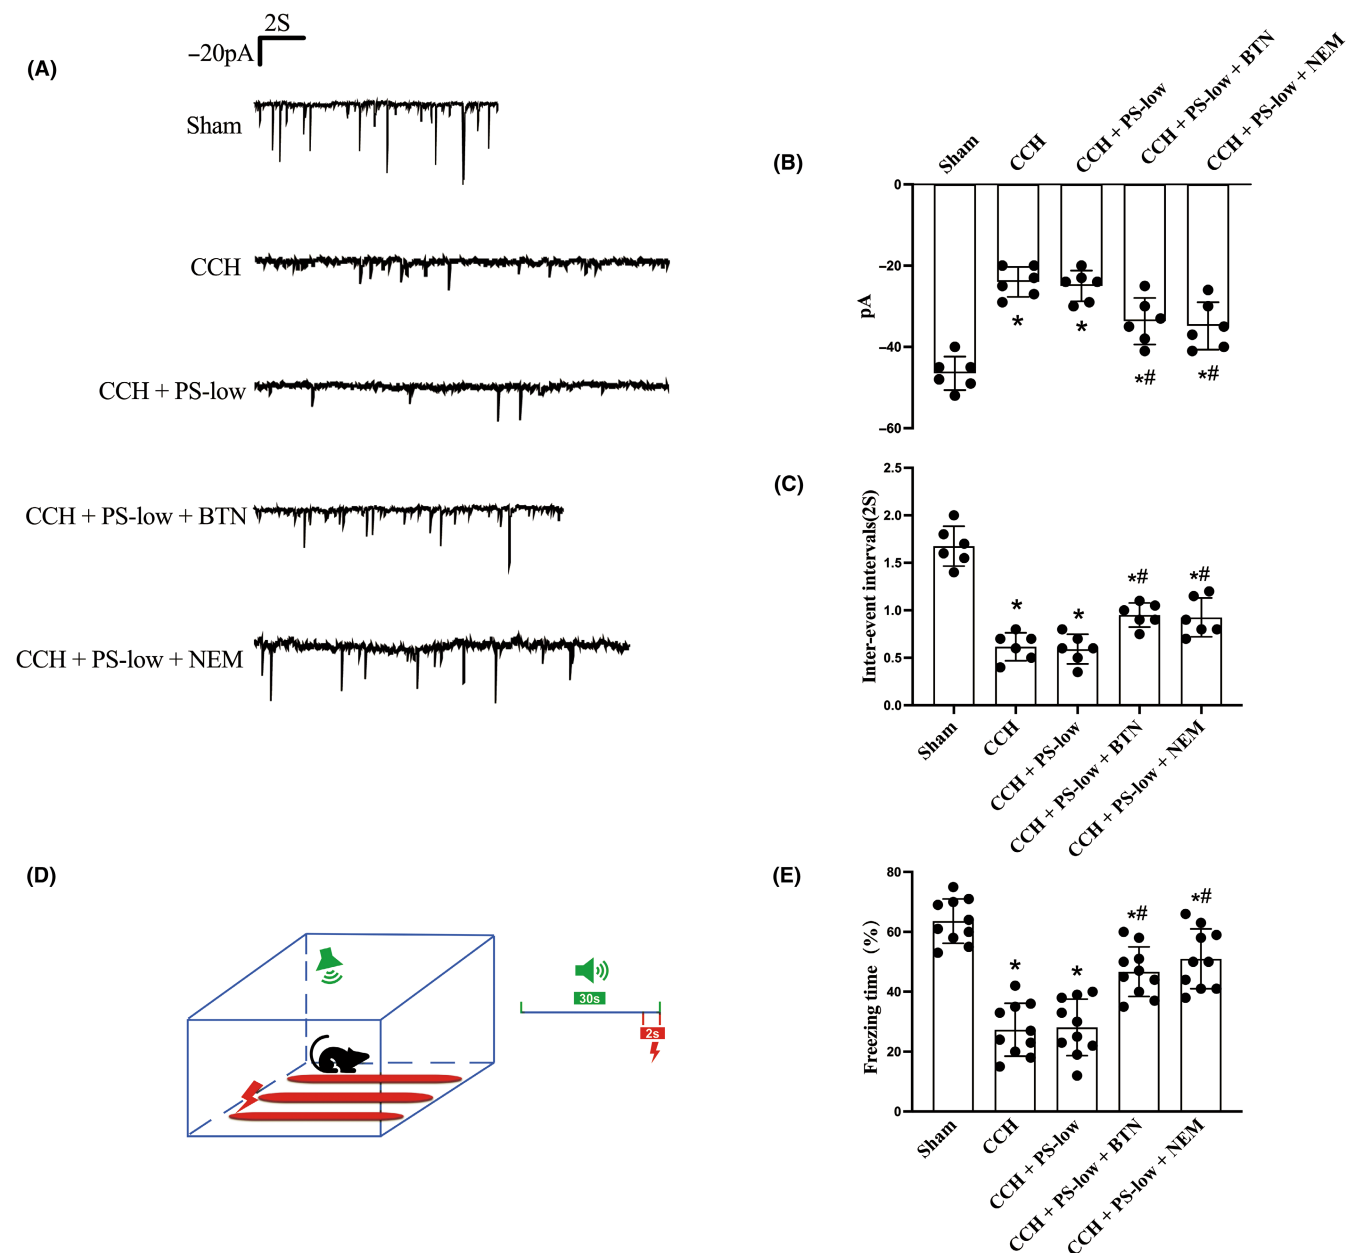 (A)
2S
–20pA
Sham
CCH
CCH + PS-low
CCH + PS-low + BTN
CCH + PS-low + NEM
(B)
Sham
CCH
CCH + PS-low
CCH + PS-low + BTN
CCH + PS-low + NEM
pA
0
–20
–40
–60
*
*
*#
*#
(C)
Inter-event intervals(2S)
2.5
2.0
1.5
1.0
0.5
0.0
*
*
*#
*#
Sham
CCH
CCH + PS-low
CCH + PS-low + BTN
CCH + PS-low + NEM
(D)
30s
2s
(E)
Freezing time (%)
80
60
40
20
0
*
*
*#
*#
Sham
CCH
CCH + PS-low
CCH + PS-low + BTN
CCH + PS-low + NEM